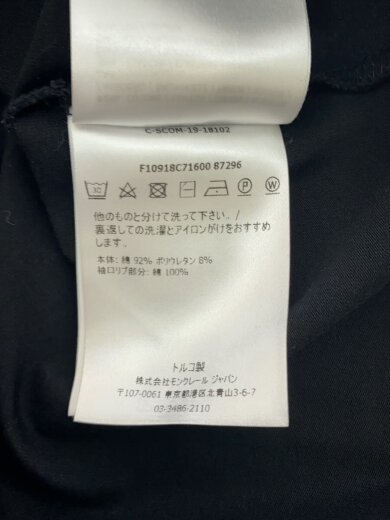 C-SCOM-19-18102
F10918C71600 87296
30 P W
他のものと分けて洗って下さい./
裏返しての洗濯とアイロンがけをおすすめ
します.
本体: 綿 92% ポリウレタン 8%
袖口リブ部分: 綿 100%
トルコ製
株式会社モンクレール ジャパン
〒107-0061 東京都港区北青山3-6-7
03-3486-2110